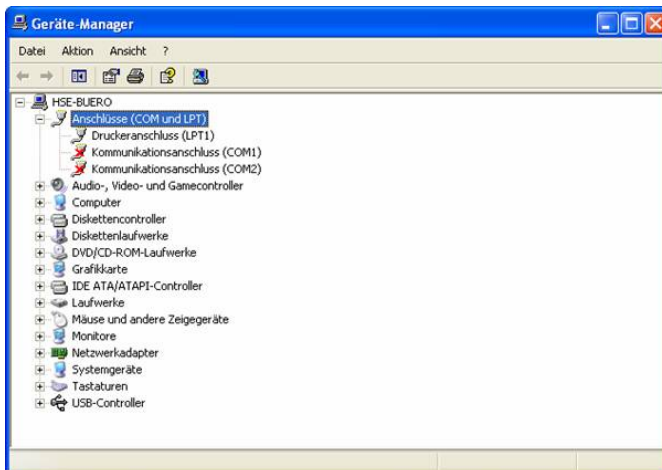 Geräte-Manager
Datei Aktion Ansicht ?
HSE-BUERO
Anschlüsse (COM und LPT)
Druckeranschluss (LPT1)
Kommunikationsanschluss (COM1)
Kommunikationsanschluss (COM2)
Audio-, Video- und Gamecontroller
Computer
Diskettencontroller
Diskettenlaufwerke
DVD/CD-ROM-Laufwerke
Grafikkarte
IDE ATA/ATAPI-Controller
Laufwerke
Mäuse und andere Zeigegeräte
Monitore
Netzwerkadapter
Systemgeräte
Tastaturen
USB-Controller